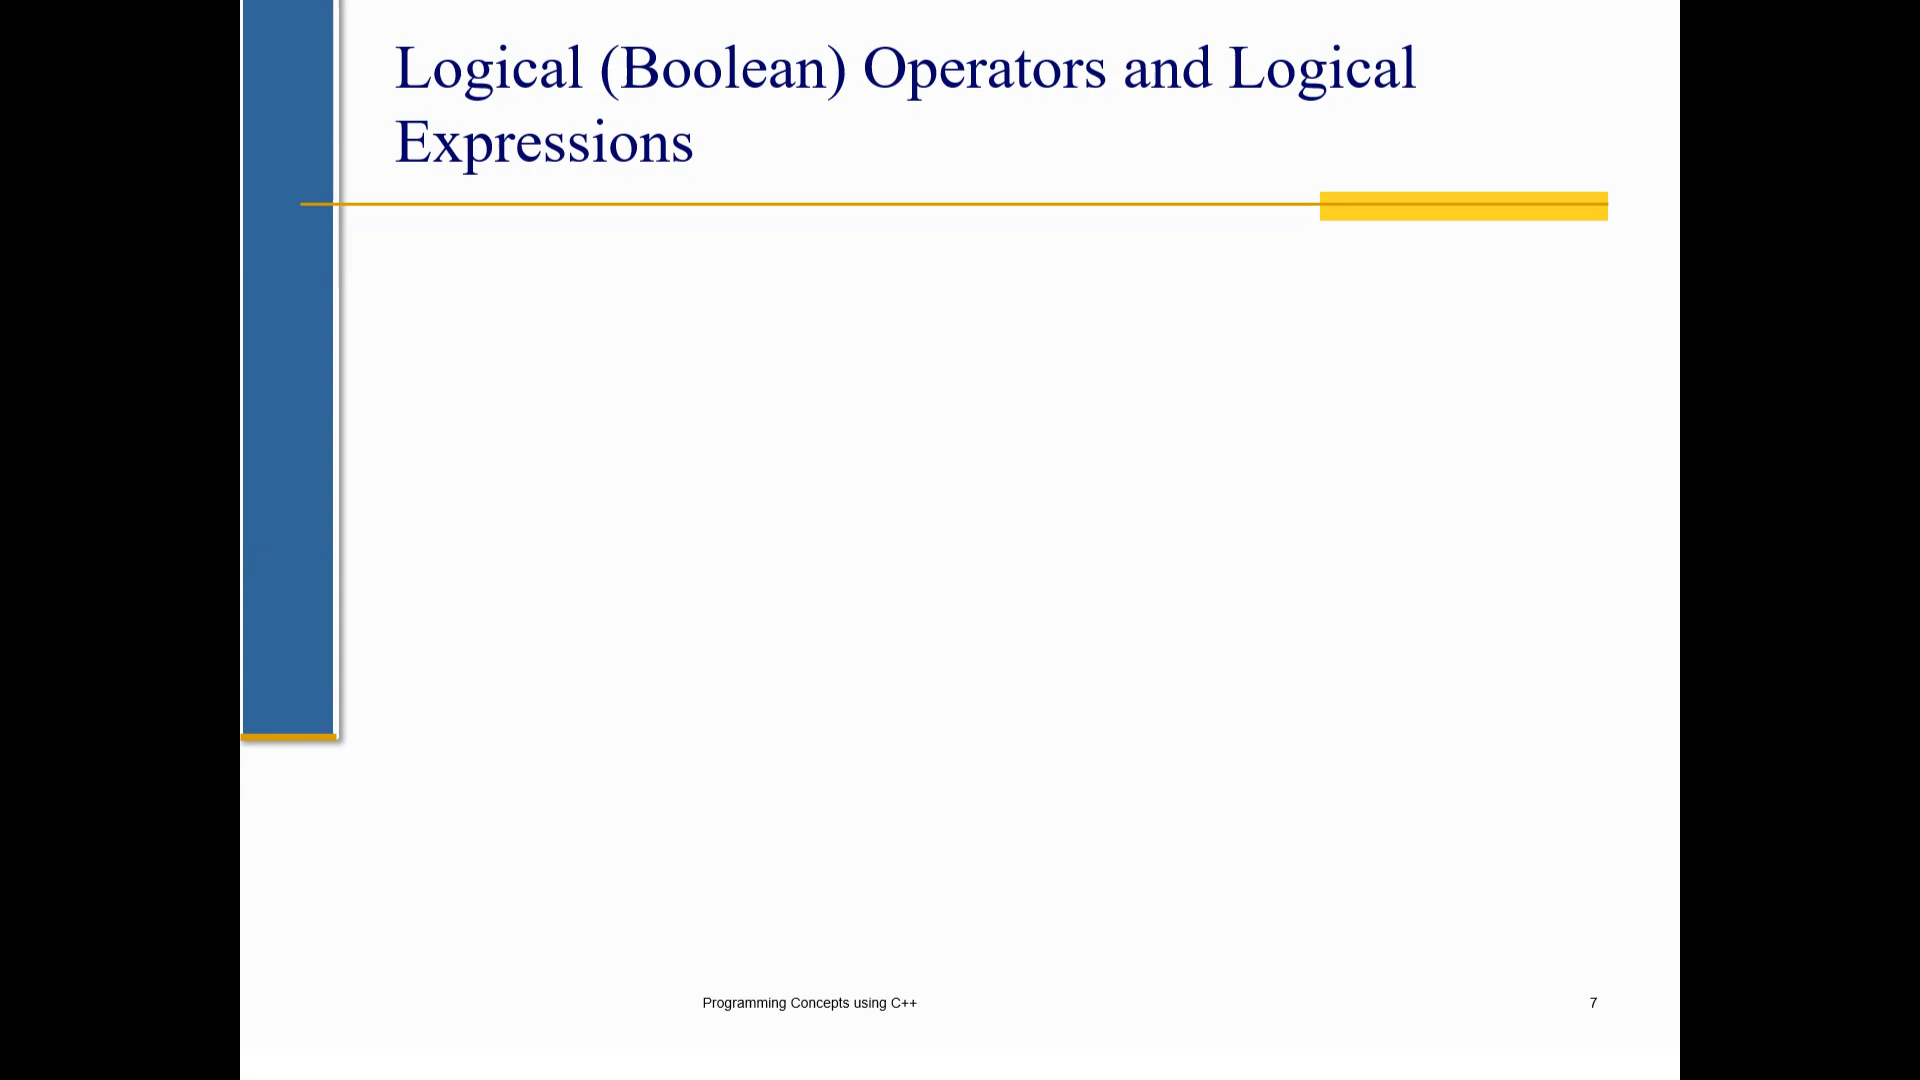 Logical (Boolean) Operators and Logical
Expressions
Programming Concepts using C++
7